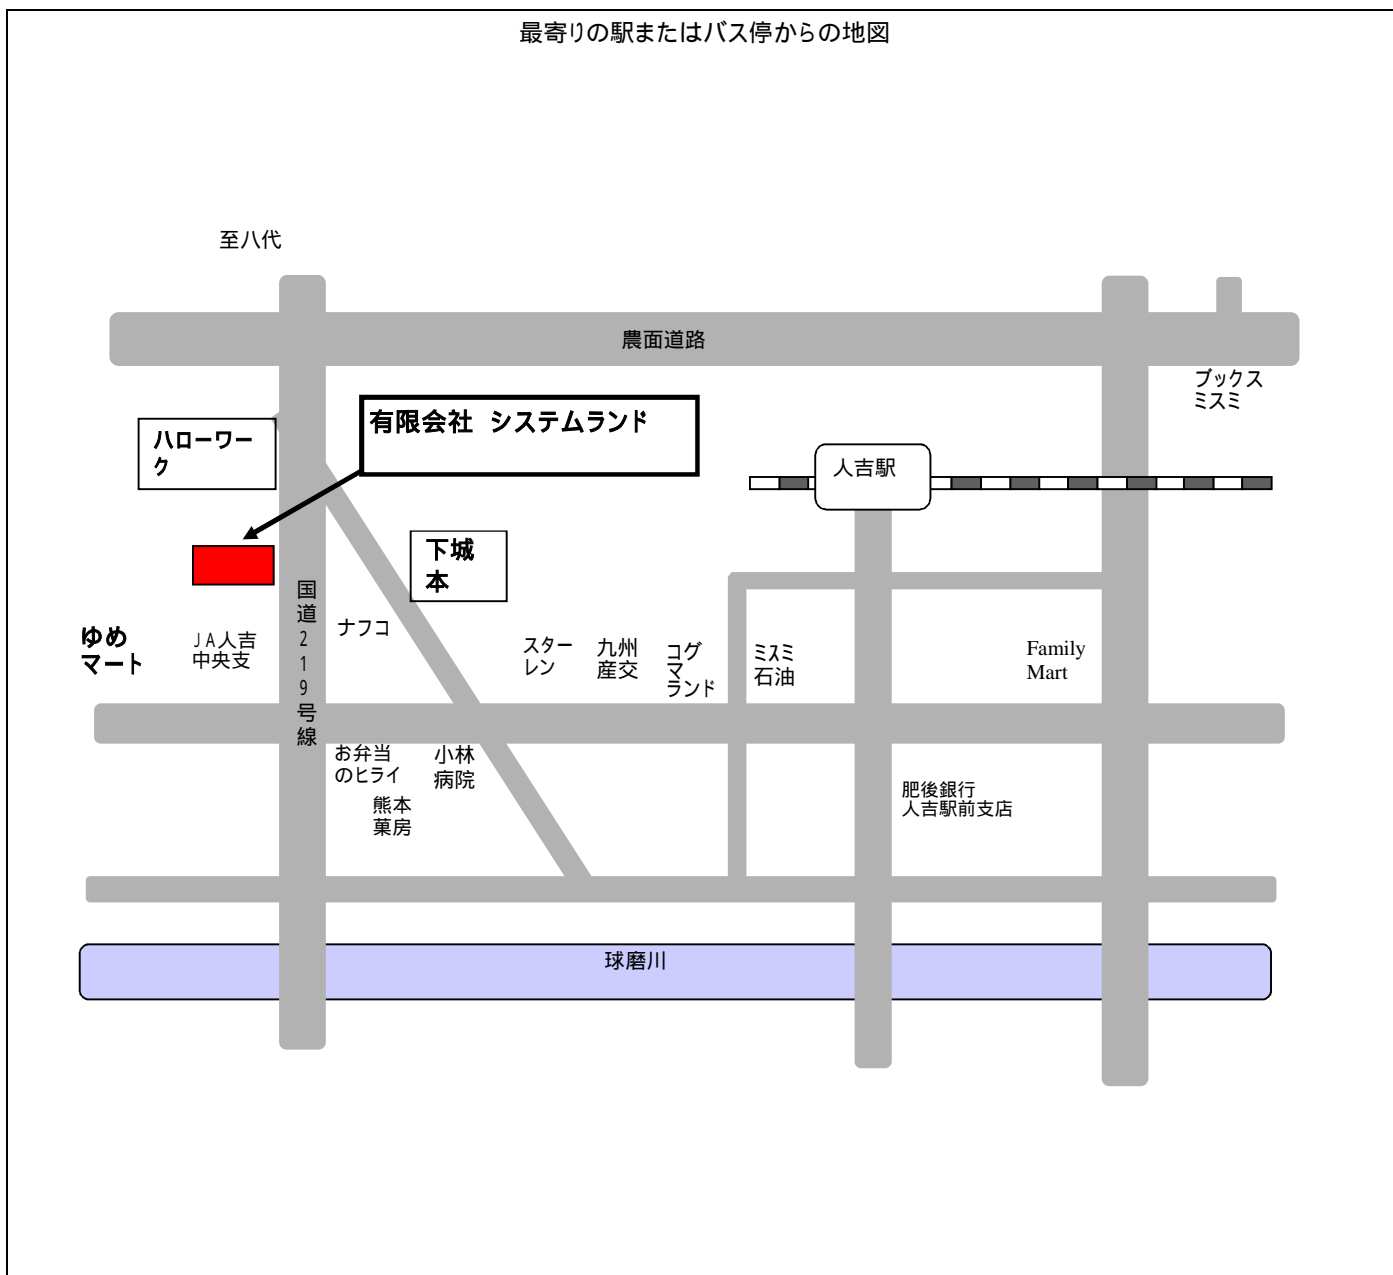 最寄りの駅またはバス停からの地図
至八代
農面道路
ブックス
ミスミ
有限会社 システムランド
ハローワー
ク
人吉駅
下城
本
国道219号線
ナフコ
ゆめ
マート
JA人吉
中央支
スター
レン
九州
産交
コグ
マ
ランド
ミスミ
石油
Family
Mart
お弁当
のヒライ
小林
病院
熊本
菓房
肥後銀行
人吉駅前支店
球磨川